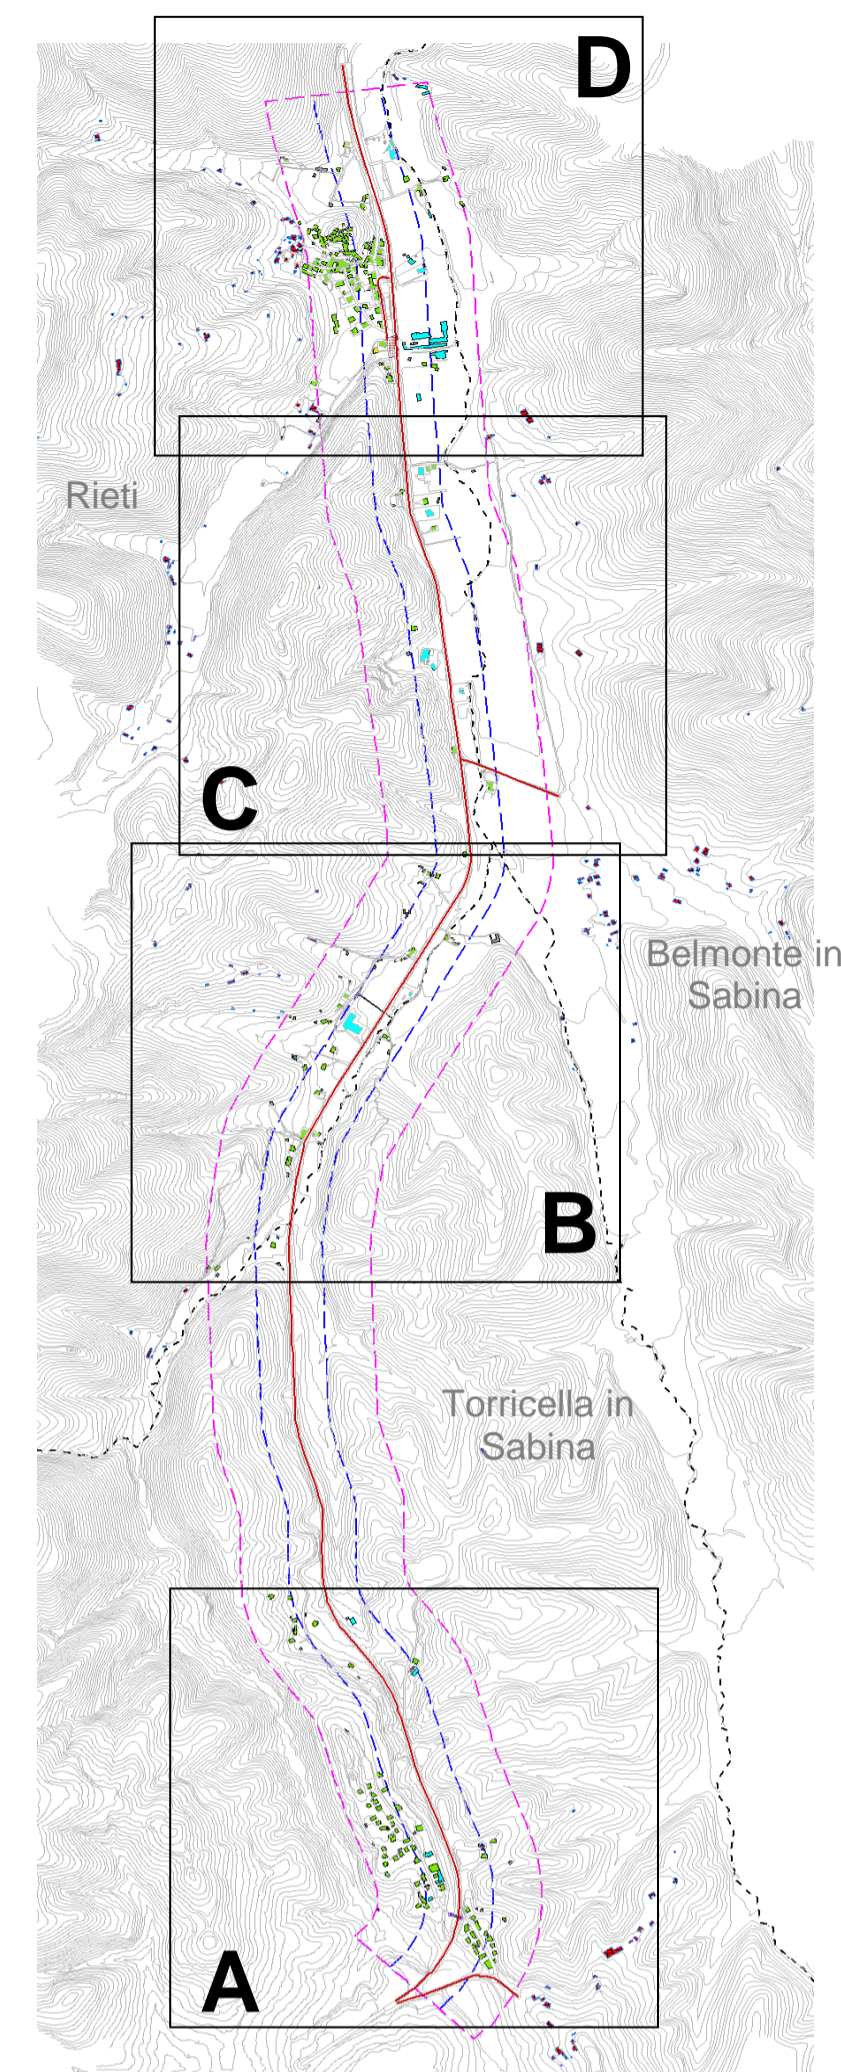 D
Rieti
C
Belmonte in
Sabina
B
Torricella in
Sabina
A